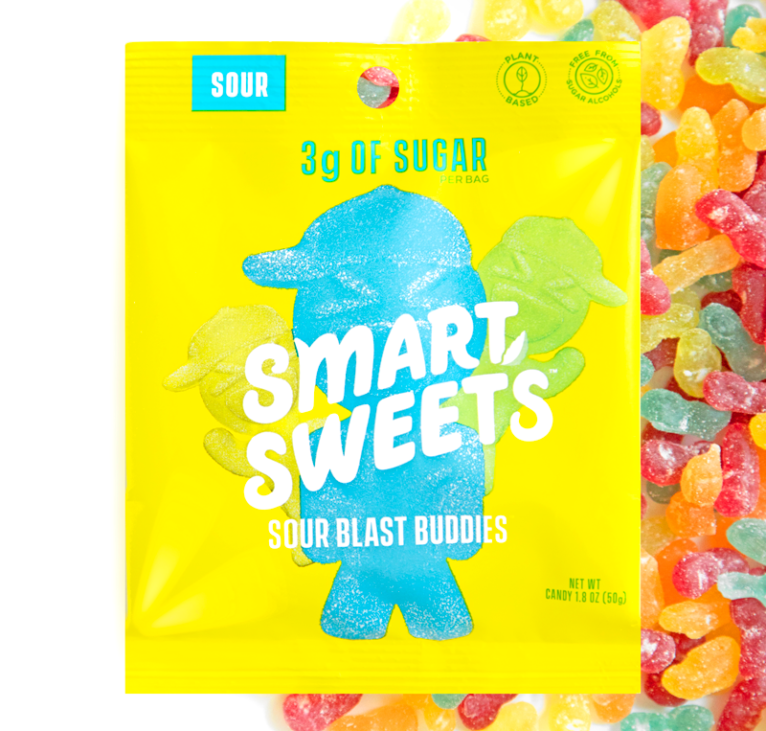 SOUR
PLANT
BASED
FREE FROM
SUGAR ALCOHOLS
3g OF SUGAR
PER BAG
SMART
SWEETS
SOUR BLAST BUDDIES
NET WT
CANDY 1.8 OZ (50g)